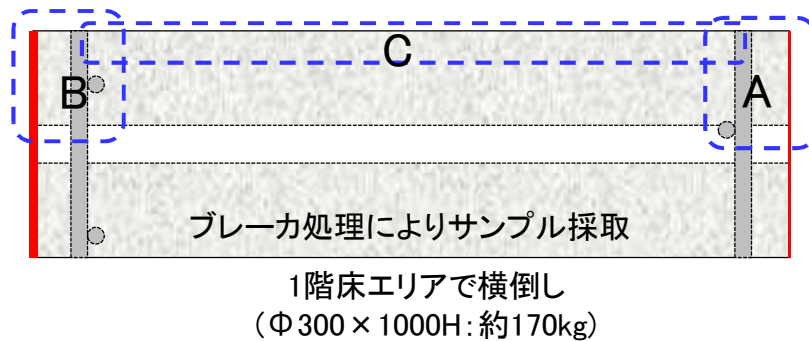 C
B
A
ブレーカ処理によりサンプル採取
1階床エリアで横倒し
(Φ300×1000H:約170kg)